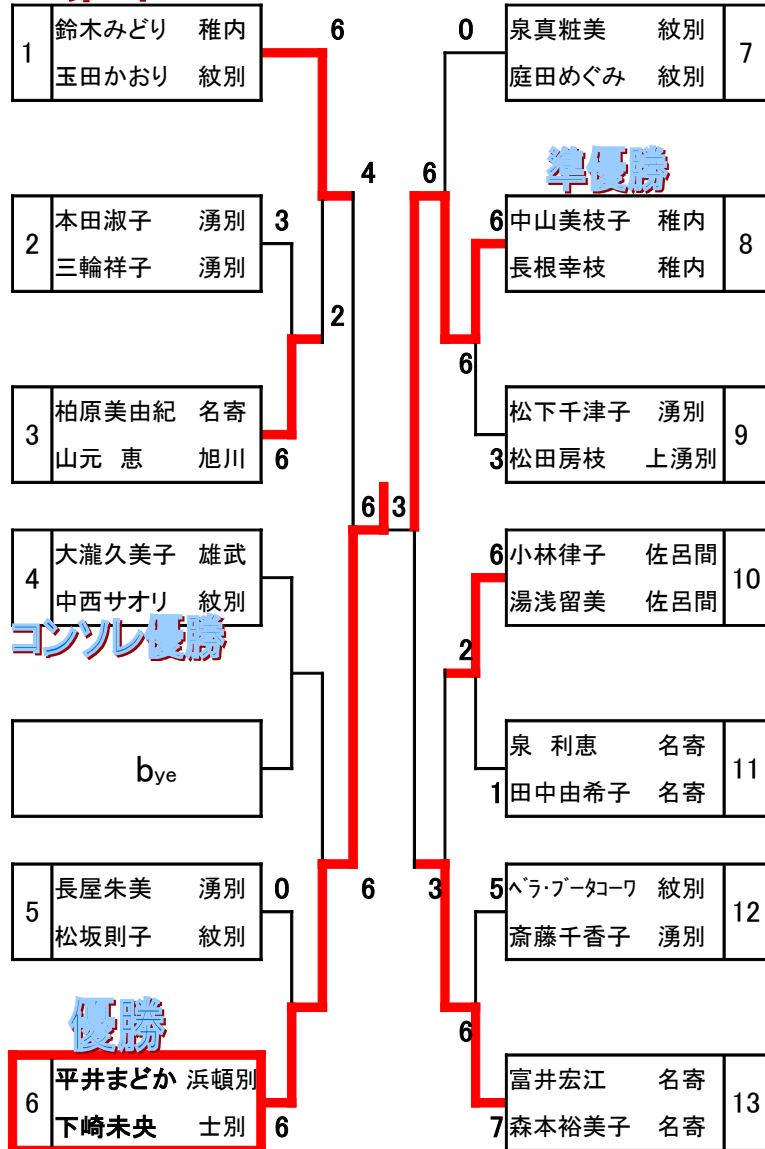 1 鈴木みどり 稚内
玉田かおり 紋別
6
4
2 本田淑子 湧別
三輪祥子 湧別
3
2
3 柏原美由紀 名寄
山元 恵 旭川
6
4 大瀧久美子 雄武
中西サオリ 紋別
コンソレ優勝
bye
5 長屋朱美 湧別
松坂則子 紋別
0
6
優勝
6 平井まどか 浜頓別
下崎未央 士別
6
6 3
0
泉真粧美 紋別 7
庭田めぐみ 紋別
6
準優勝
6 中山美枝子 稚内 8
長根幸枝 稚内
6
松下千津子 湧別 9
3 松田房枝 上湧別
6 小林律子 佐呂間 10
湯浅留美 佐呂間
2
泉 利恵 名寄 11
1 田中由希子 名寄
3
5 ベラ・ブータコーワ 紋別 12
斎藤千香子 湧別
6
富井宏江 名寄 13
7 森本裕美子 名寄